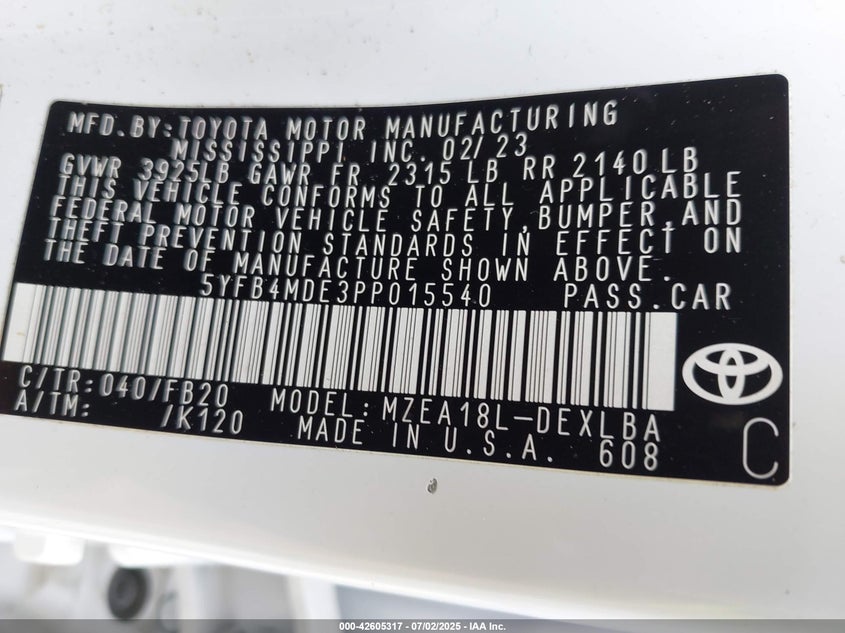 MFD.BY:TOYOTA MOTOR MANUFACTURING
MISSISSIPPI INC. 02/23
GVWR 3925LB GAWR FR 2315 LB RR 2140 LB
THIS VEHICLE CONFORMS TO ALL APPLICABLE
FEDERAL MOTOR VEHICLE SAFETY,BUMPER,AND
THEFT PREVENTION STANDARDS IN EFFECT ON
THE DATE OF MANUFACTURE SHOWN ABOVE.
5YFB4MDE3PP015540 PASS.CAR
C/TR:040/FB20 MODEL:MZEA18L-DEXLBA
A/TM: /K120 MADE IN U.S.A. 608 C
000-42605317 - 07/02/2025 - IAA Inc.